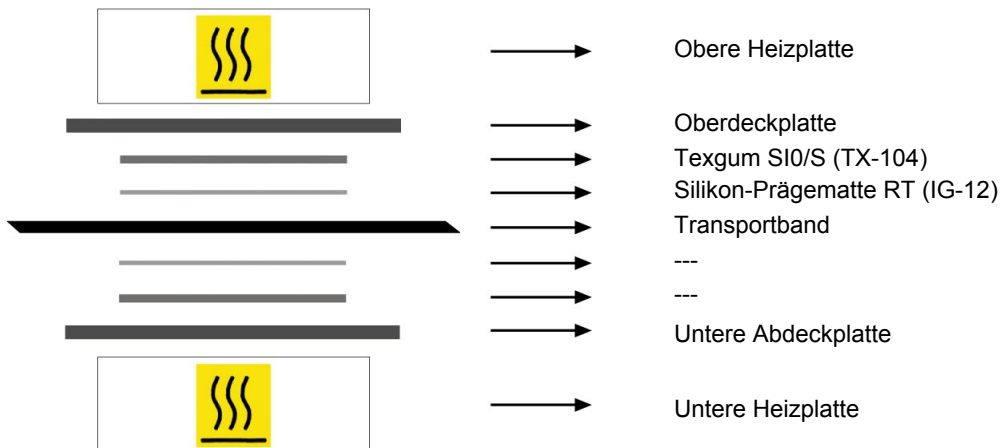 Obere Heizplatte
Oberdeckplatte
Texgum SI0/S (TX-104)
Silikon-Prägematte RT (IG-12)
Transportband
---
---
Untere Abdeckplatte
Untere Heizplatte